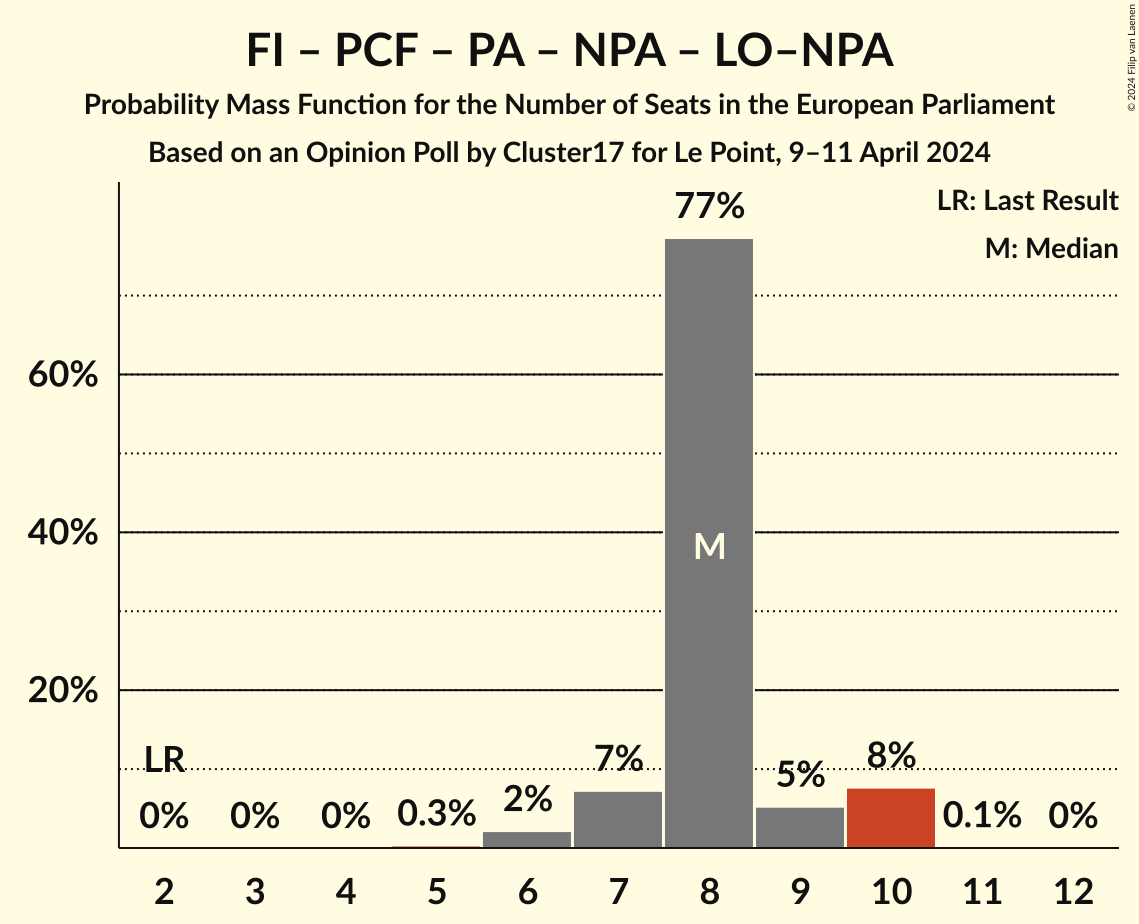 FI – PCF – PA – NPA – LO–NPA
Probability Mass Function for the Number of Seats in the European Parliament
Based on an Opinion Poll by Cluster17 for Le Point, 9–11 April 2024
© 2024 Filip van Laenen
LR: Last Result
M: Median
77%
60%
40%
20%
M
LR
0%
0%
0%
0.3%
2%
7%
5%
8%
0.1%
0%
2 3 4 5 6 7 8 9 10 11 12